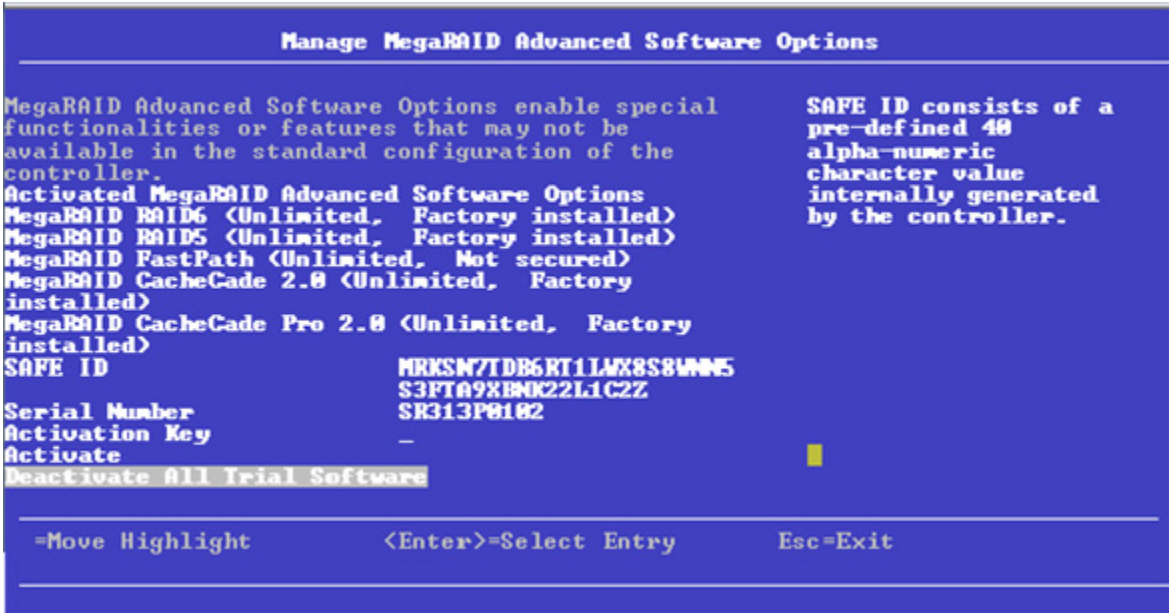 Manage MegaRAID Advanced Software Options
MegaRAID Advanced Software Options enable special
functionalities or features that may not be
available in the standard configuration of the
controller.
Activated MegaRAID Advanced Software Options
MegaRAID RAID6 (Unlimited, Factory installed)
MegaRAID RAID5 (Unlimited, Factory installed)
MegaRAID FastPath (Unlimited, Not secured)
MegaRAID CacheCade 2.0 (Unlimited, Factory
installed)
MegaRAID CacheCade Pro 2.0 (Unlimited, Factory
installed)
SAFE ID
S3FTA9XBNK22L1C2Z
Serial Number SR313P0102
Activation Key _
Activate
Deactivate All Trial Software
SAFE ID consists of a
pre-defined 40
alpha-numeric
character value
internally generated
by the controller.
=Move Highlight <Enter>=Select Entry Esc=Exit